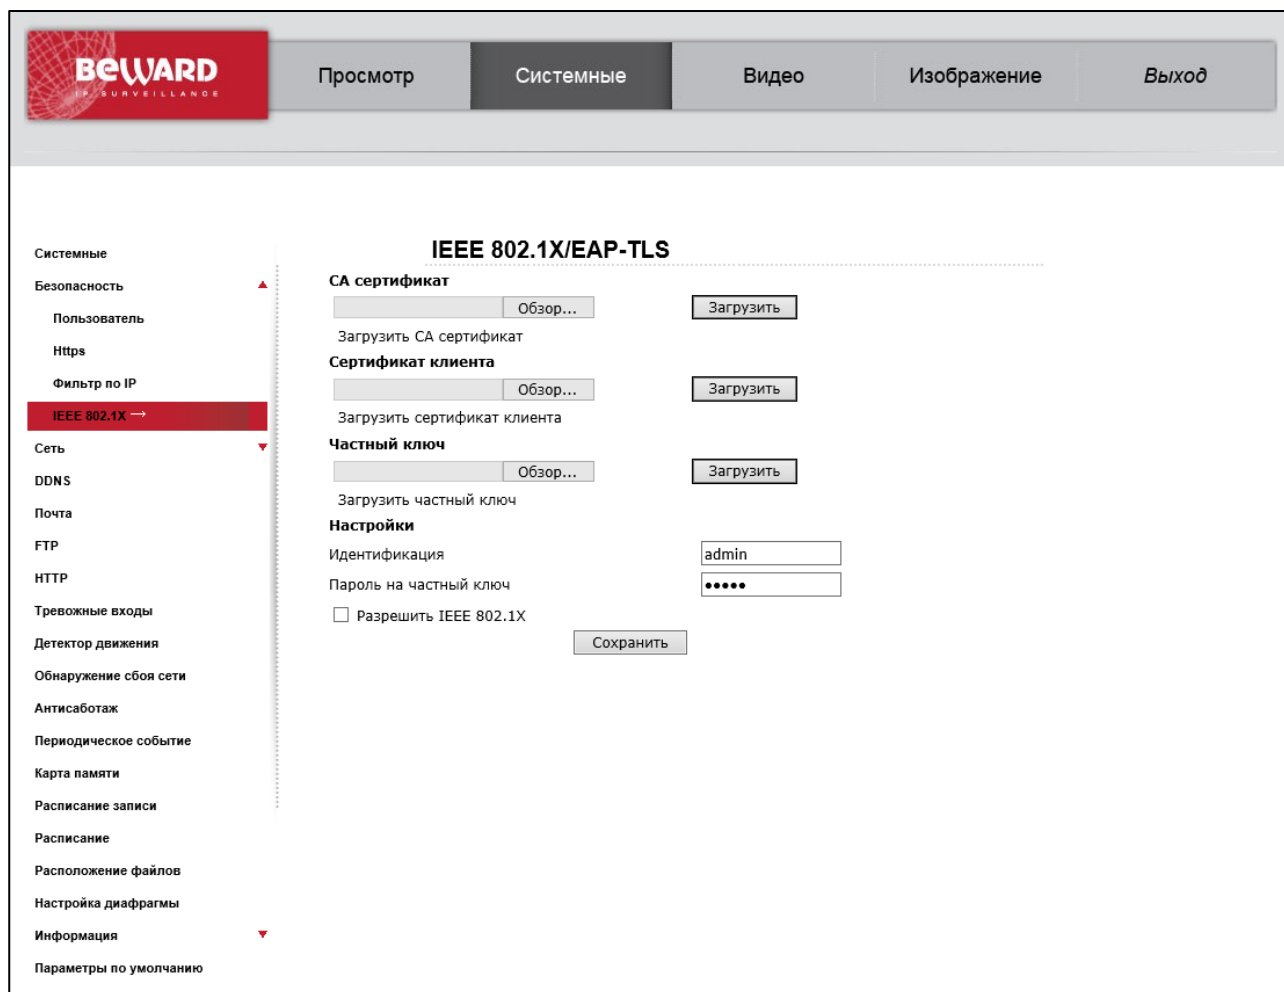 BEWARD
IP SURVEILLANCE
Просмотр
Системные
Видео
Изображение
Выход
Системные
Безопасность
Пользователь
Https
Фильтр по IP
IEEE 802.1X →
Сеть
DDNS
Почта
FTP
HTTP
Тревожные входы
Детектор движения
Обнаружение сбоя сети
Антисаботаж
Периодическое событие
Карта памяти
Расписание записи
Расписание
Расположение файлов
Настройка диафрагмы
Информация
Параметры по умолчанию
IEEE 802.1X/EAP-TLS
CA сертификат
Обзор... Загрузить
Загрузить CA сертификат
Сертификат клиента
Обзор... Загрузить
Загрузить сертификат клиента
Частный ключ
Обзор... Загрузить
Загрузить частный ключ
Настройки
Идентификация admin
Пароль на частный ключ •••••
Разрешить IEEE 802.1X
Сохранить